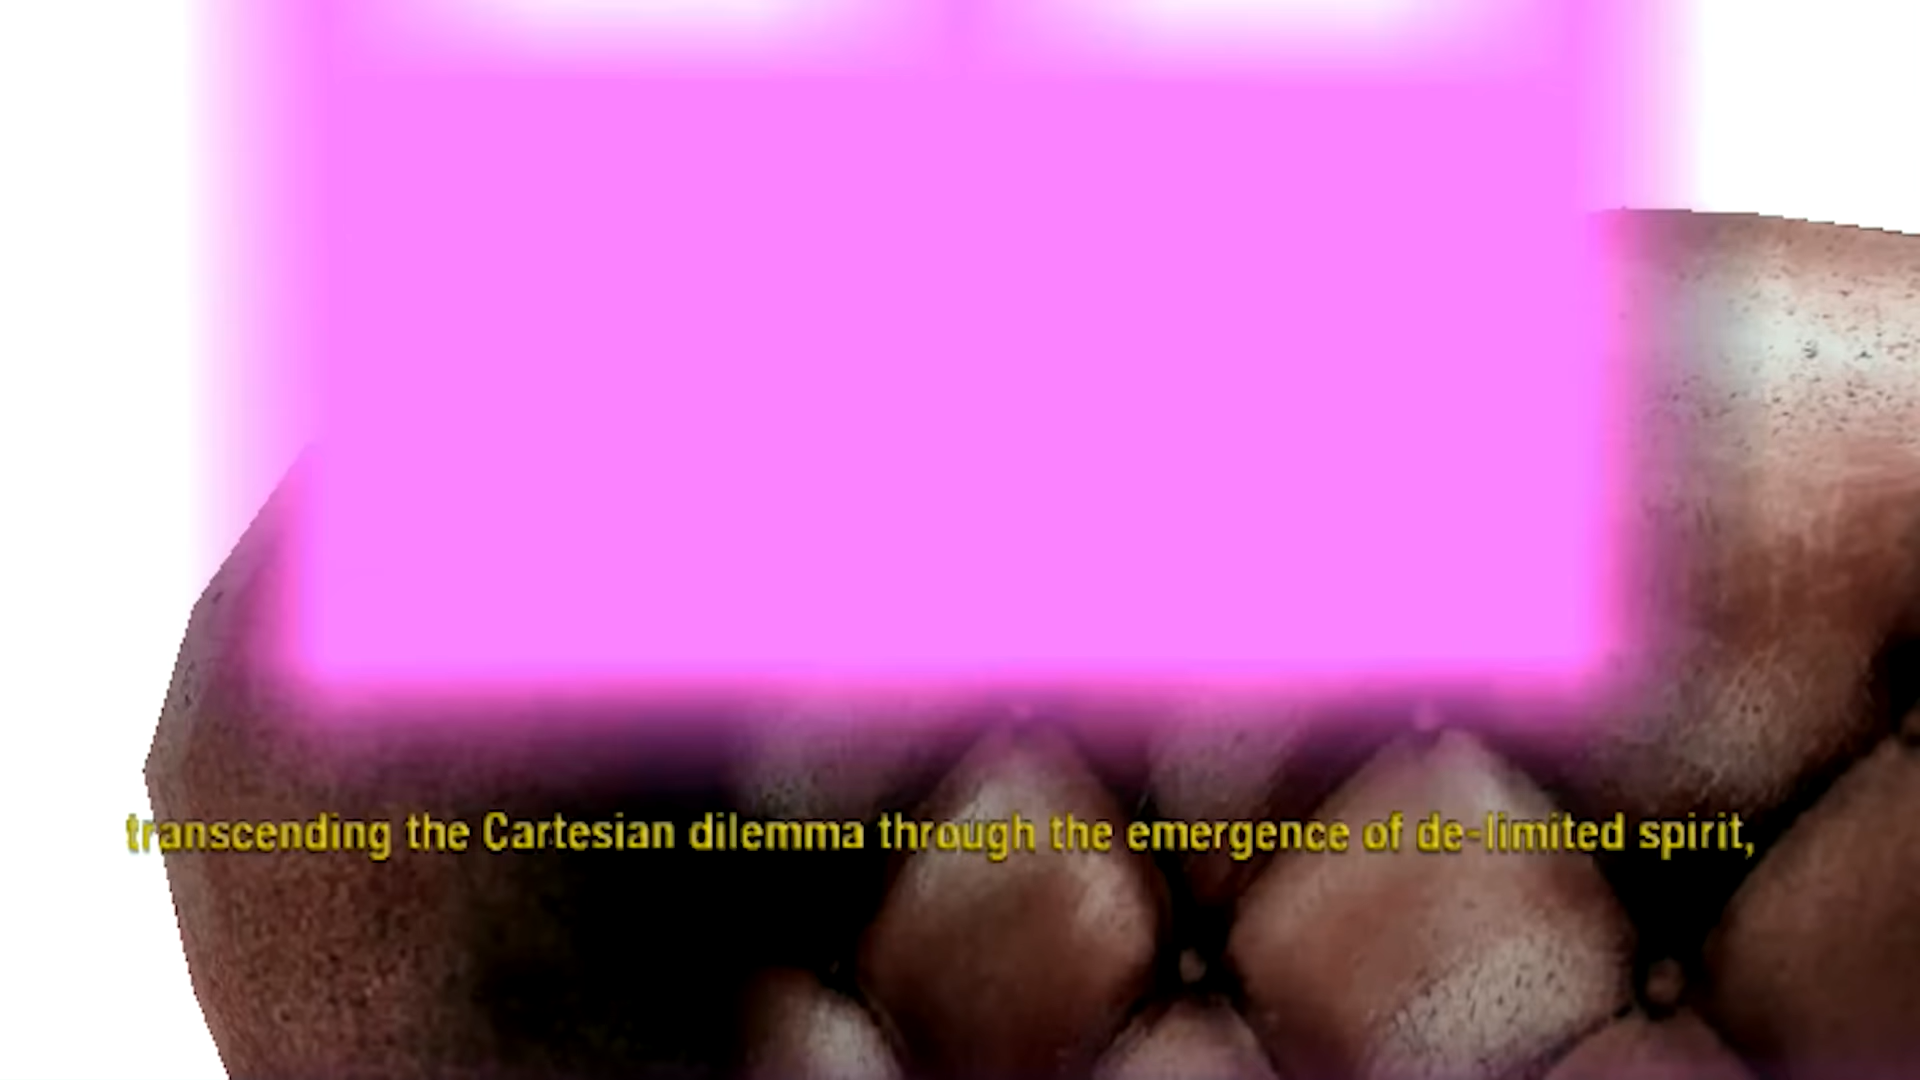 transcending the Cartesian dilemma through the emergence of de-limited spirit,